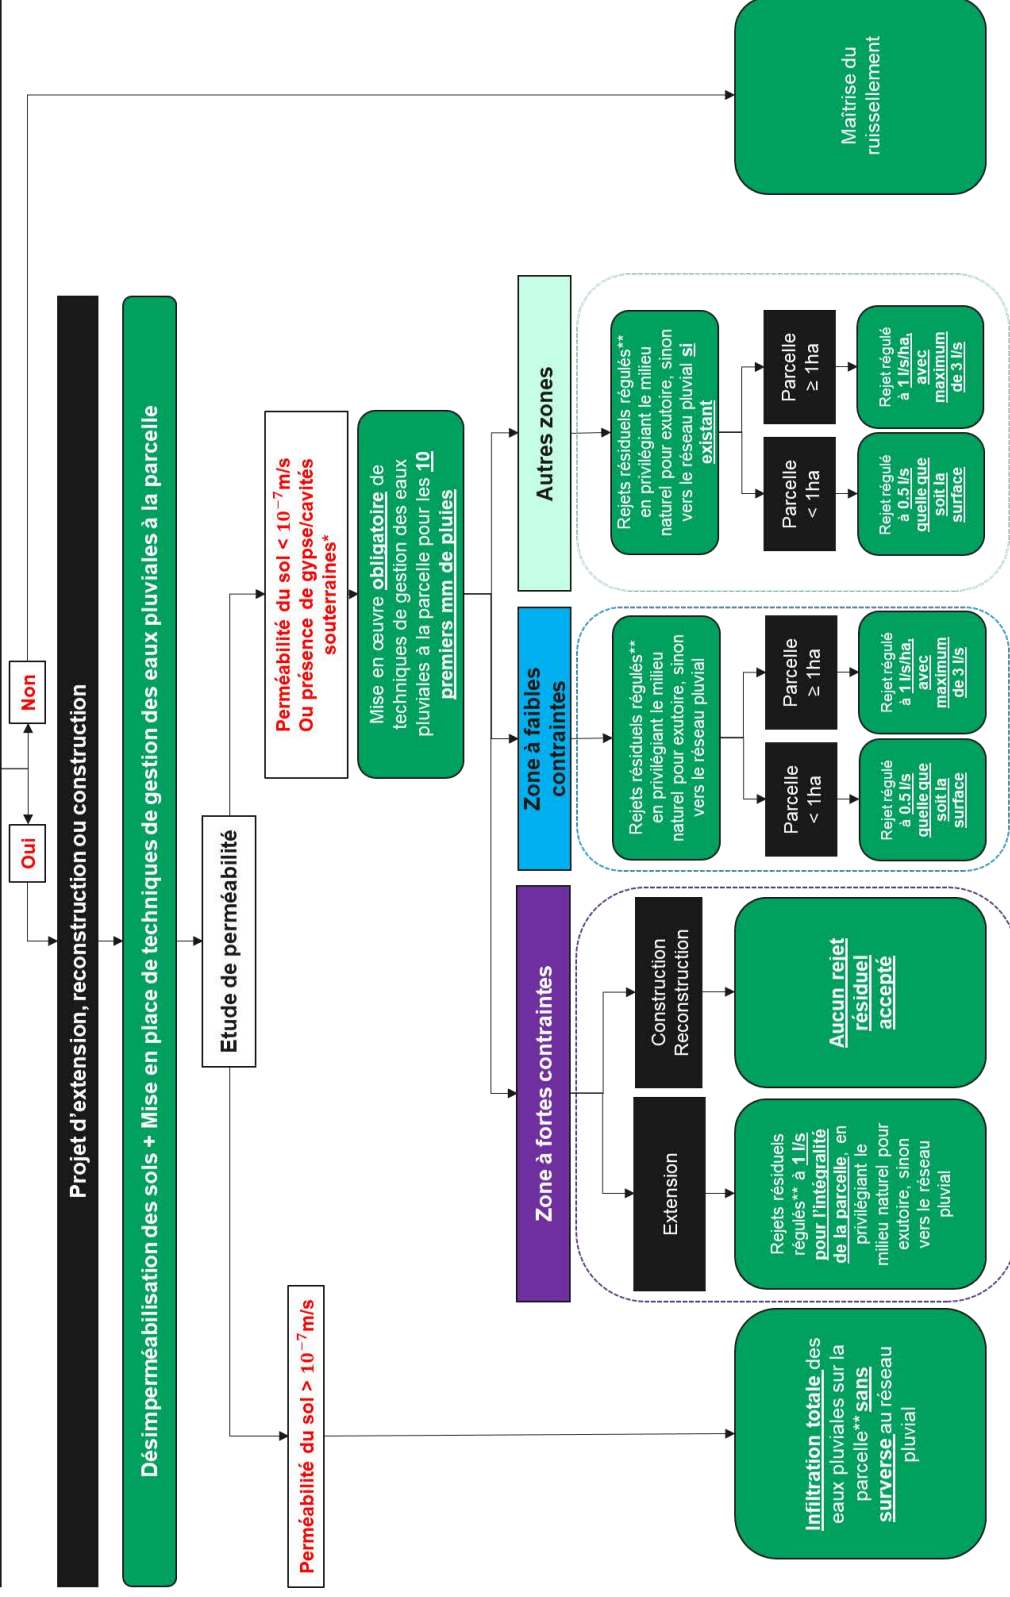 Oui
Non
Projet d'extension, reconstruction ou construction
Désimperméabilisation des sols + Mise en place de techniques de gestion des eaux pluviales à la parcelle
Etude de perméabilité
Perméabilité du sol > 10⁻⁷m/s
Perméabilité du sol < 10⁻⁷m/s
Ou présence de gypse/cavités
souterraines*
Mise en œuvre obligatoire de
techniques de gestion des eaux
pluviales à la parcelle pour les 10
premiers mm de pluies
Zone à fortes contraintes
Zone à faibles
contraintes
Autres zones
Extension
Construction
Reconstruction
Rejets résiduels régulés**
en privilégiant le milieu
naturel pour exutoire, sinon
vers le réseau pluvial
Rejets résiduels régulés**
en privilégiant le milieu
naturel pour exutoire, sinon
vers le réseau pluvial si
existant
Parcelle
< 1ha
Parcelle
≥ 1ha
Parcelle
< 1ha
Parcelle
≥ 1ha
Infiltration totale des
eaux pluviales sur la
parcelle** sans
surverse au réseau
pluvial
Rejets résiduels
régulés** à 1 l/s
pour l'intégralité
de la parcelle, en
privilégiant le
milieu naturel pour
exutoire, sinon
vers le réseau
pluvial
Aucun rejet
résiduel
accepté
Rejet régulé
à 0.5 l/s
quelle que
soit la
surface
Rejet régulé
à 1 l/s/ha,
avec
maximum
de 3 l/s
Rejet régulé
à 0.5 l/s
quelle que
soit la
surface
Rejet régulé
à 1 l/s/ha,
avec
maximum
de 3 l/s
Maîtrise du
ruissellement